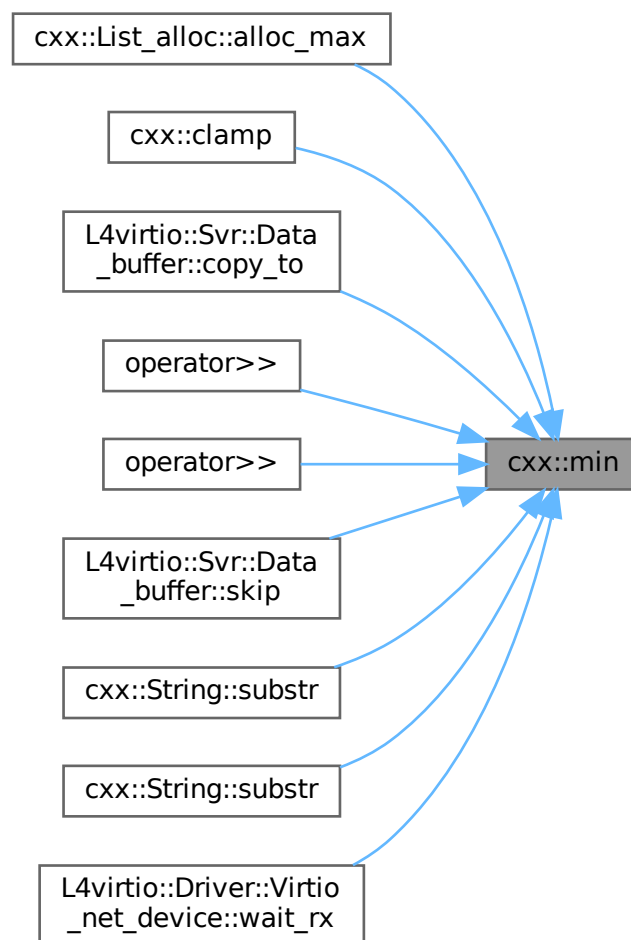 cxx::List_alloc::alloc_max
cxx::clamp
L4virtio::Svr::Data
_buffer::copy_to
operator>>
operator>>
cxx::min
L4virtio::Svr::Data
_buffer::skip
cxx::String::substr
cxx::String::substr
L4virtio::Driver::Virtio
_net_device::wait_rx